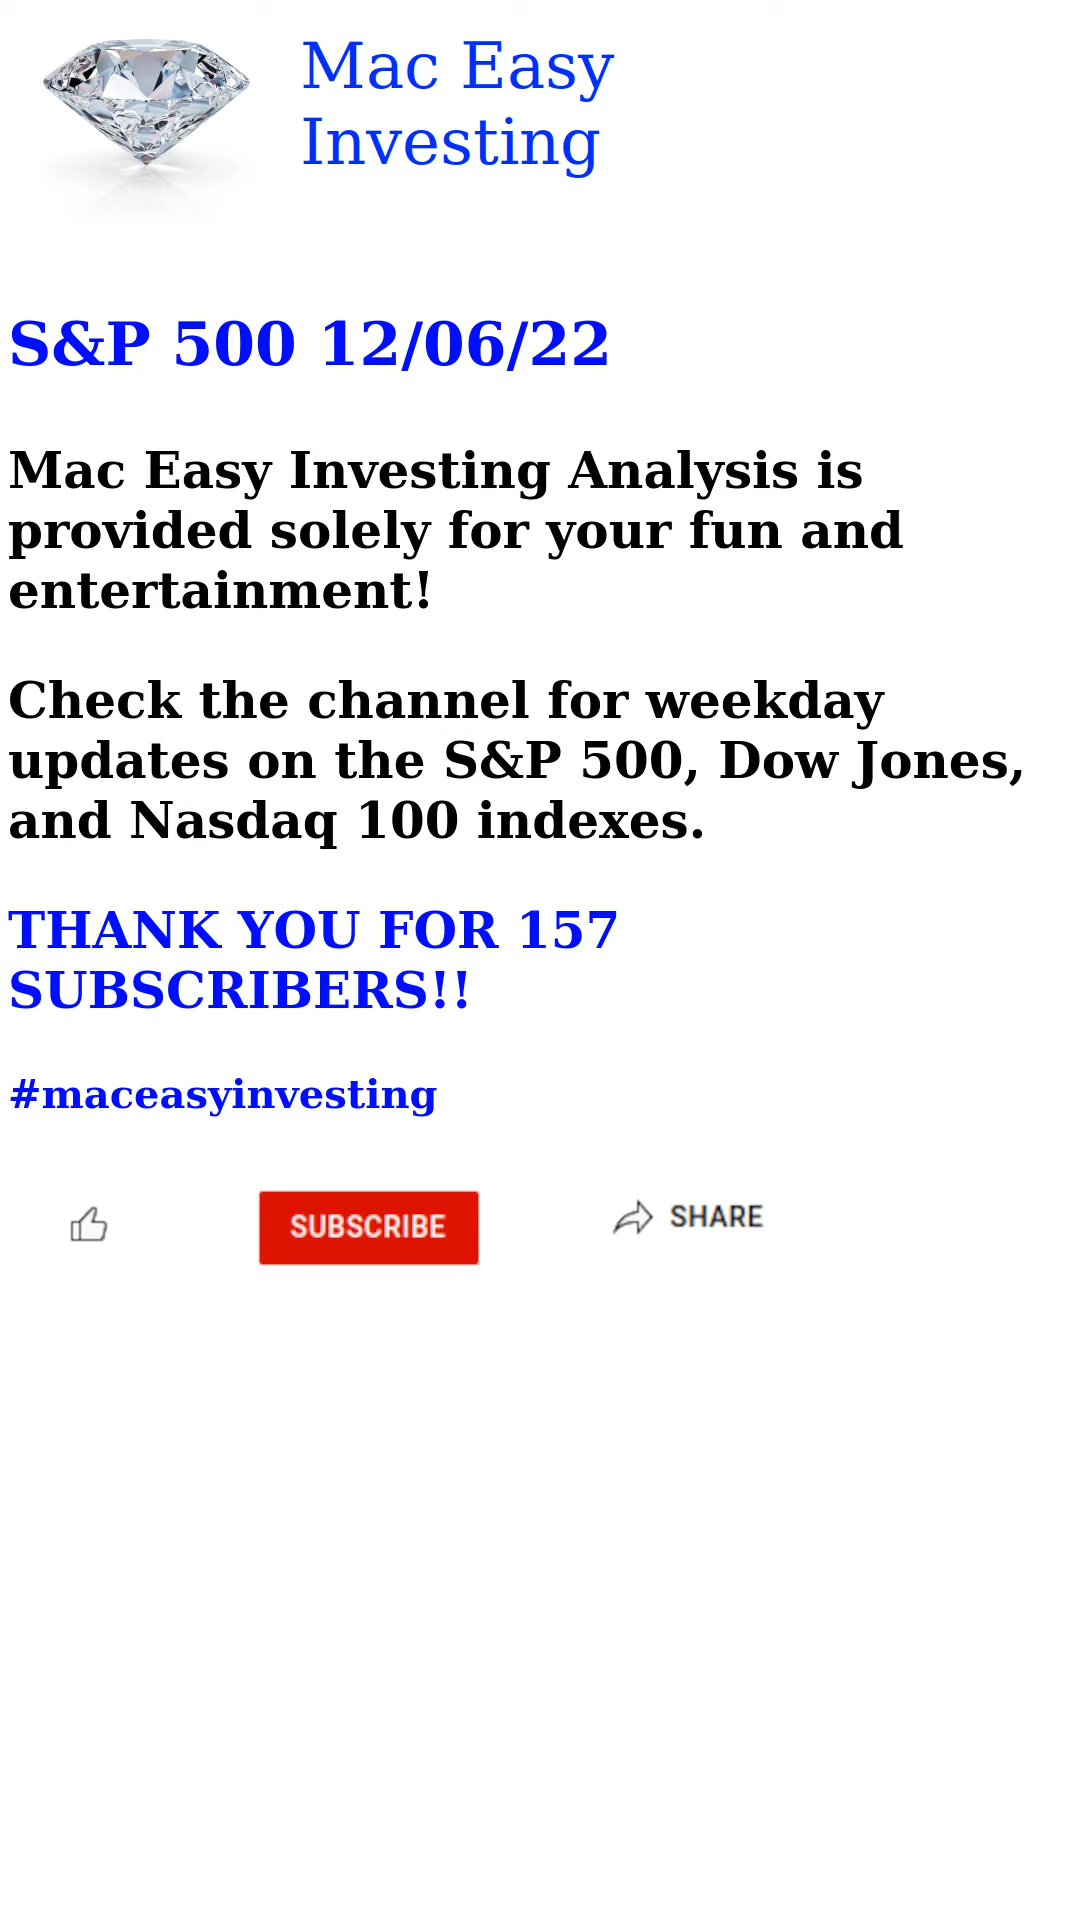 Mac Easy
Investing
S&P 500 12/06/22
Mac Easy Investing Analysis is
provided solely for your fun and
entertainment!
Check the channel for weekday
updates on the S&P 500, Dow Jones,
and Nasdaq 100 indexes.
THANK YOU FOR 157
SUBSCRIBERS!!
#maceasyinvesting
SUBSCRIBE
SHARE